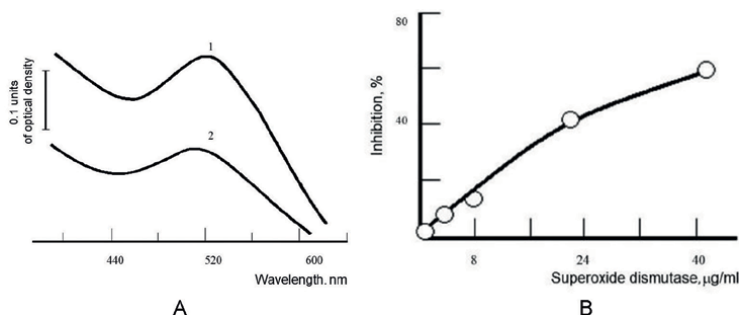 0.1 units
of optical density
1
2
440
520
600
Wavelength. nm
A
80
40
Inhibition, %
8
24
40
Superoxide dismutase, μg/ml
B